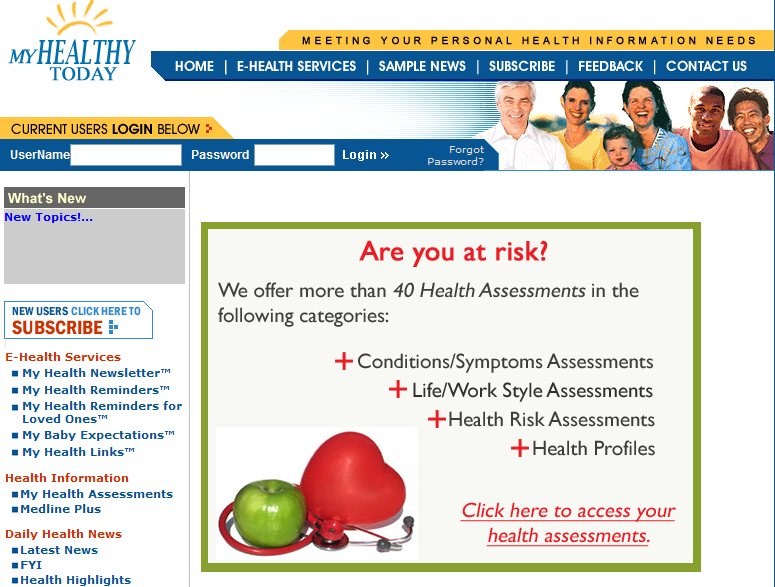 MY HEALTHY
TODAY
MEETING YOUR PERSONAL HEALTH INFORMATION NEEDS
HOME | E-HEALTH SERVICES | SAMPLE NEWS | SUBSCRIBE | FEEDBACK | CONTACT US
CURRENT USERS LOGIN BELOW
UserName Password Login »
Forgot
Password?
What's New
New Topics!...
NEW USERS CLICK HERE TO
SUBSCRIBE
E-Health Services
My Health Newsletter™
My Health Reminders™
My Health Reminders for
Loved Ones™
My Baby Expectations™
My Health Links™
Health Information
My Health Assessments
Medline Plus
Daily Health News
Latest News
FYI
Health Highlights
Are you at risk?
We offer more than 40 Health Assessments in the
following categories:
+ Conditions/Symptoms Assessments
+ Life/Work Style Assessments
+ Health Risk Assessments
+ Health Profiles
Click here to access your
health assessments.